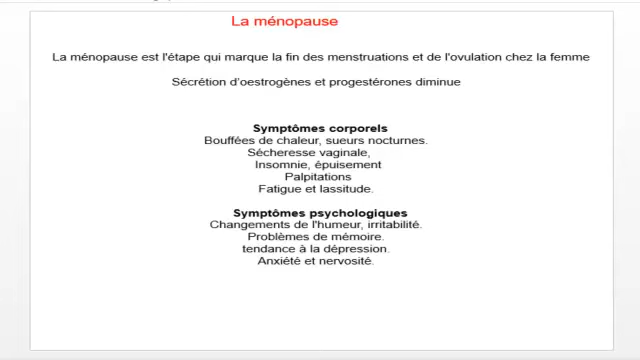 La ménopause
La ménopause est l'étape qui marque la fin des menstruations et de l'ovulation chez la femme
Sécrétion d'oestrogènes et progestérones diminue
Symptômes corporels
Bouffées de chaleur, sueurs nocturnes.
Sécheresse vaginale,
Insomnie, épuisement
Palpitations
Fatigue et lassitude.
Symptômes psychologiques
Changements de l'humeur, irritabilité.
Problèmes de mémoire.
tendance à la dépression.
Anxiété et nervosité.